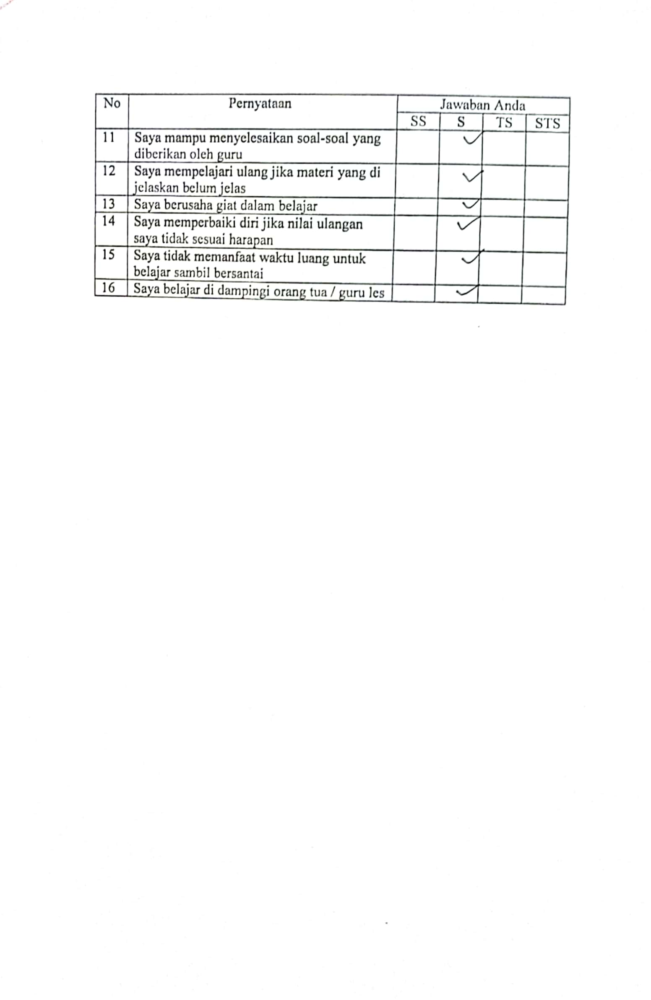 No Pernyataan Jawaban Anda
SS S TS STS
11 Saya mampu menyelesaikan soal-soal yang ✓
diberikan oleh guru
12 Saya mempelajari ulang jika materi yang di ✓
jelaskan belum jelas
13 Saya berusaha giat dalam belajar ✓
14 Saya memperbaiki diri jika nilai ulangan ✓
saya tidak sesuai harapan
15 Saya tidak memanfaat waktu luang untuk ✓
belajar sambil bersantai
16 Saya belajar di dampingi orang tua / guru les ✓